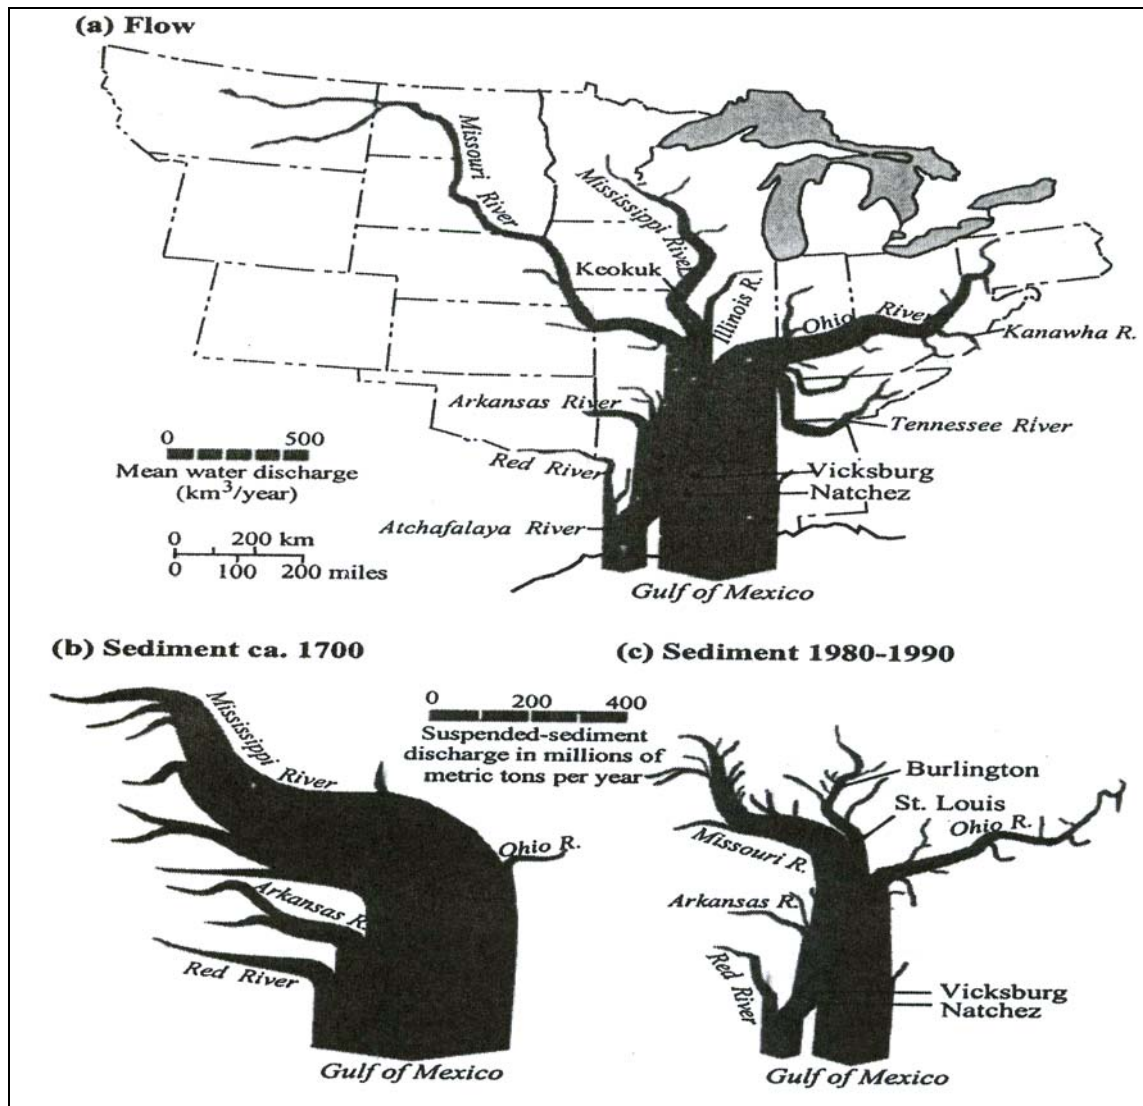 (a) Flow
Missouri River
Mississippi River
Keokuk
Illinois R.
Ohio River
Kanawha R.
Arkansas River
Tennessee River
0 500
Mean water discharge
(km3/year)
Red River
Vicksburg
Natchez
Atchafalaya River
0 200 km
0 100 200 miles
Gulf of Mexico
(b) Sediment ca. 1700
(c) Sediment 1980-1990
Mississippi River
0 200 400
Suspended-sediment
discharge in millions of
metric tons per year
Burlington
St. Louis
Ohio R.
Ohio R.
Missouri R.
Arkansas R.
Arkansas R.
Red River
Red River
Vicksburg
Natchez
Gulf of Mexico
Gulf of Mexico